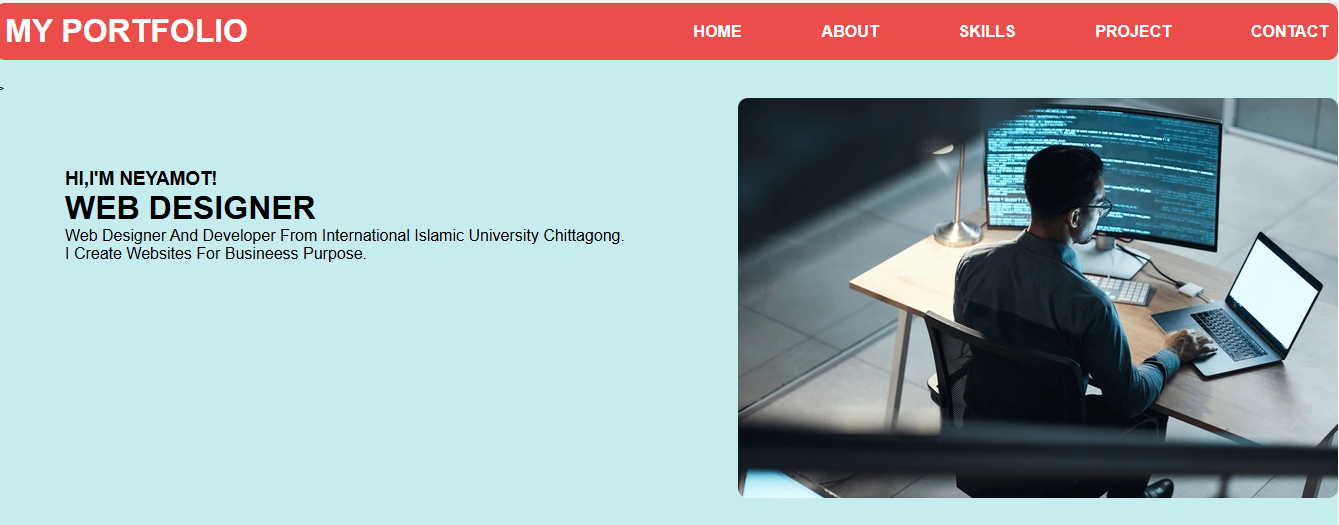 MY PORTFOLIO
HOME ABOUT SKILLS PROJECT CONTACT
>
HI,I'M NEYAMOT!
WEB DESIGNER
Web Designer And Developer From International Islamic University Chittagong.
I Create Websites For Busineess Purpose.